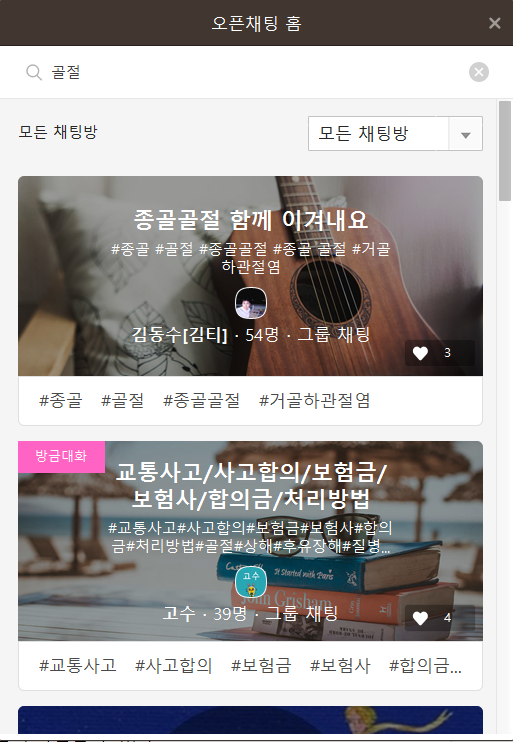 오픈채팅 홈
골절
모든 채팅방
모든 채팅방
종골골절 함께 이겨내요
#종골 #골절 #종골골절 #종골 골절 #거골
하관절염
김동수[김티] · 54명 · 그룹 채팅
3
#종골 #골절 #종골골절 #거골하관절염
방금대화
교통사고/사고합의/보험금/
보험사/합의금/처리방법
#교통사고#사고합의#보험금#보험사#합의
금#처리방법#골절#상해#후유장해#질병...
고수
It Started with Paris
John Grisham
고수 · 39명 · 그룹 채팅
4
#교통사고 #사고합의 #보험금 #보험사 #합의금...